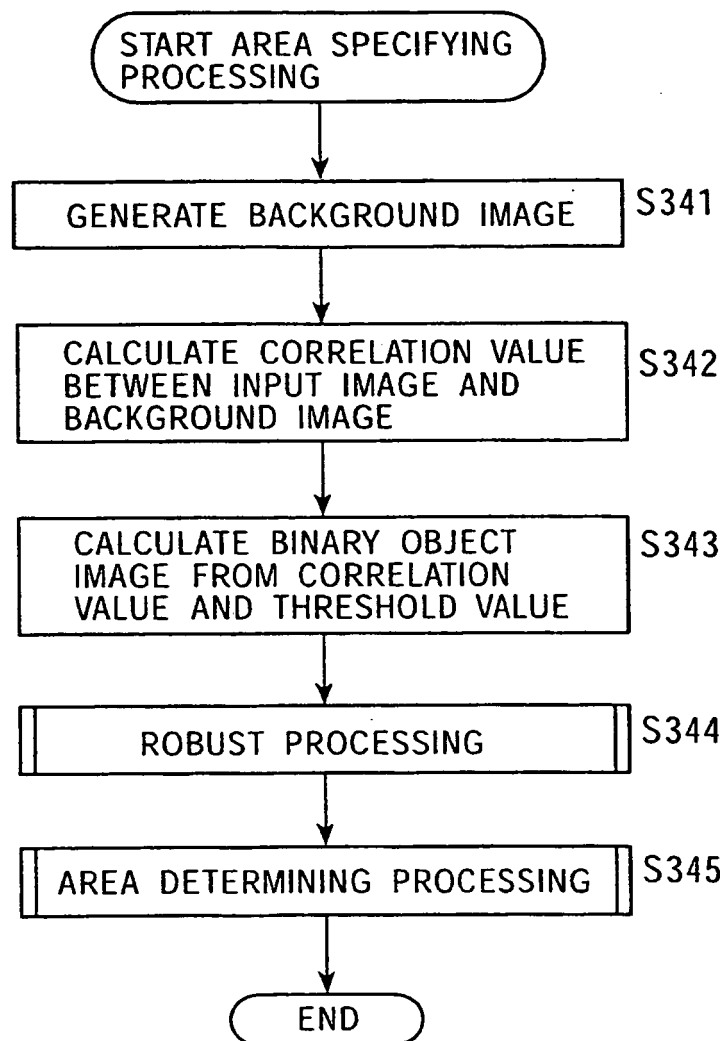 START AREA SPECIFYING
PROCESSING
GENERATE BACKGROUND IMAGE
S341
CALCULATE CORRELATION VALUE
BETWEEN INPUT IMAGE AND
BACKGROUND IMAGE
S342
CALCULATE BINARY OBJECT
IMAGE FROM CORRELATION
VALUE AND THRESHOLD VALUE
S343
ROBUST PROCESSING
S344
AREA DETERMINING PROCESSING
S345
END